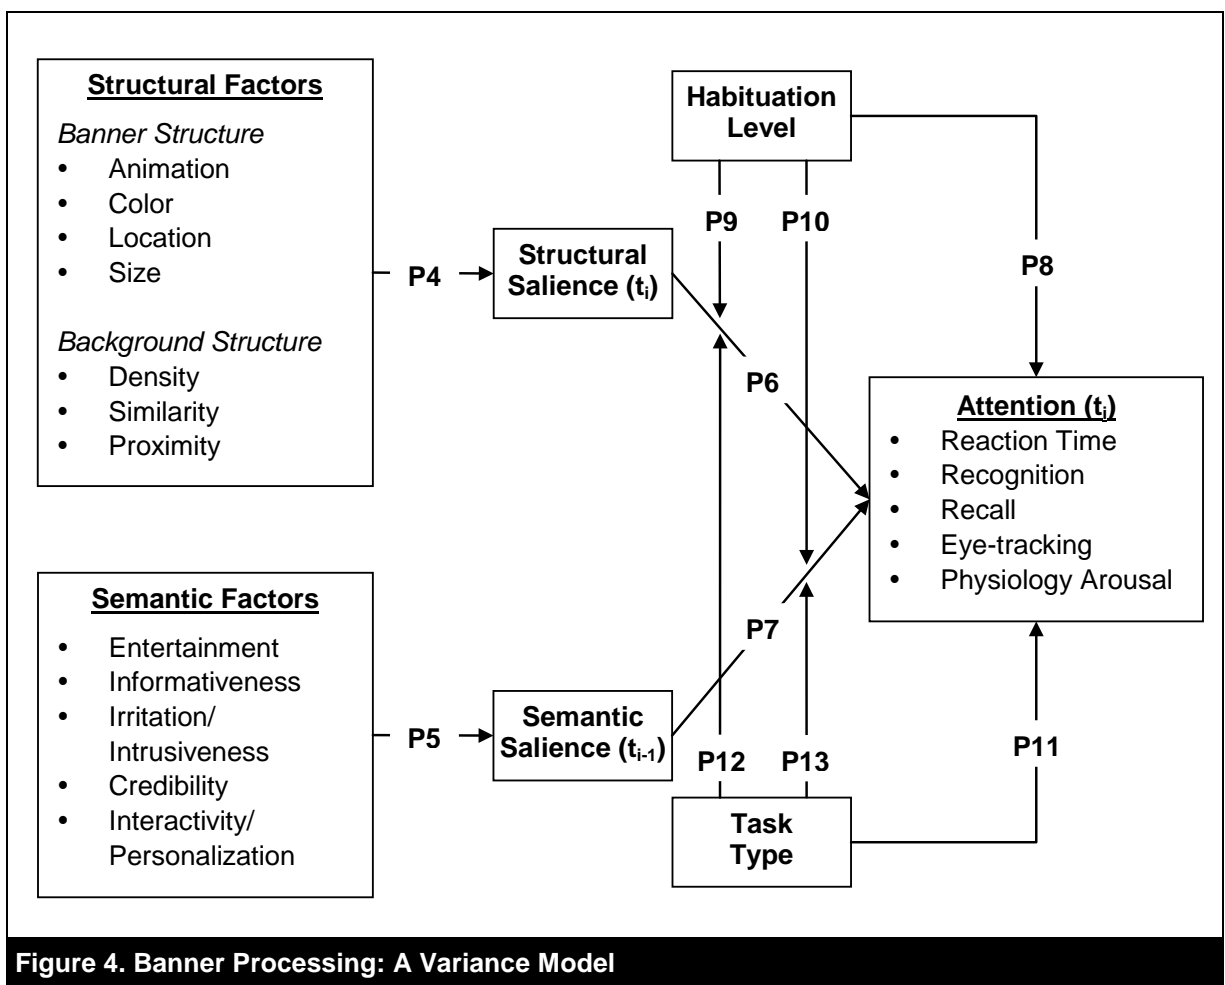 Structural Factors
Banner Structure
• Animation
• Color
• Location
• Size
Background Structure
• Density
• Similarity
• Proximity
P4
Structural
Salience (ti)
Habituation
Level
P9
P10
P8
P6
Attention (ti)
• Reaction Time
• Recognition
• Recall
• Eye-tracking
• Physiology Arousal
Semantic Factors
• Entertainment
• Informativeness
• Irritation/
Intrusiveness
• Credibility
• Interactivity/
Personalization
P5
Semantic
Salience (ti-1)
P7
P12
P13
P11
Task
Type
Figure 4. Banner Processing: A Variance Model